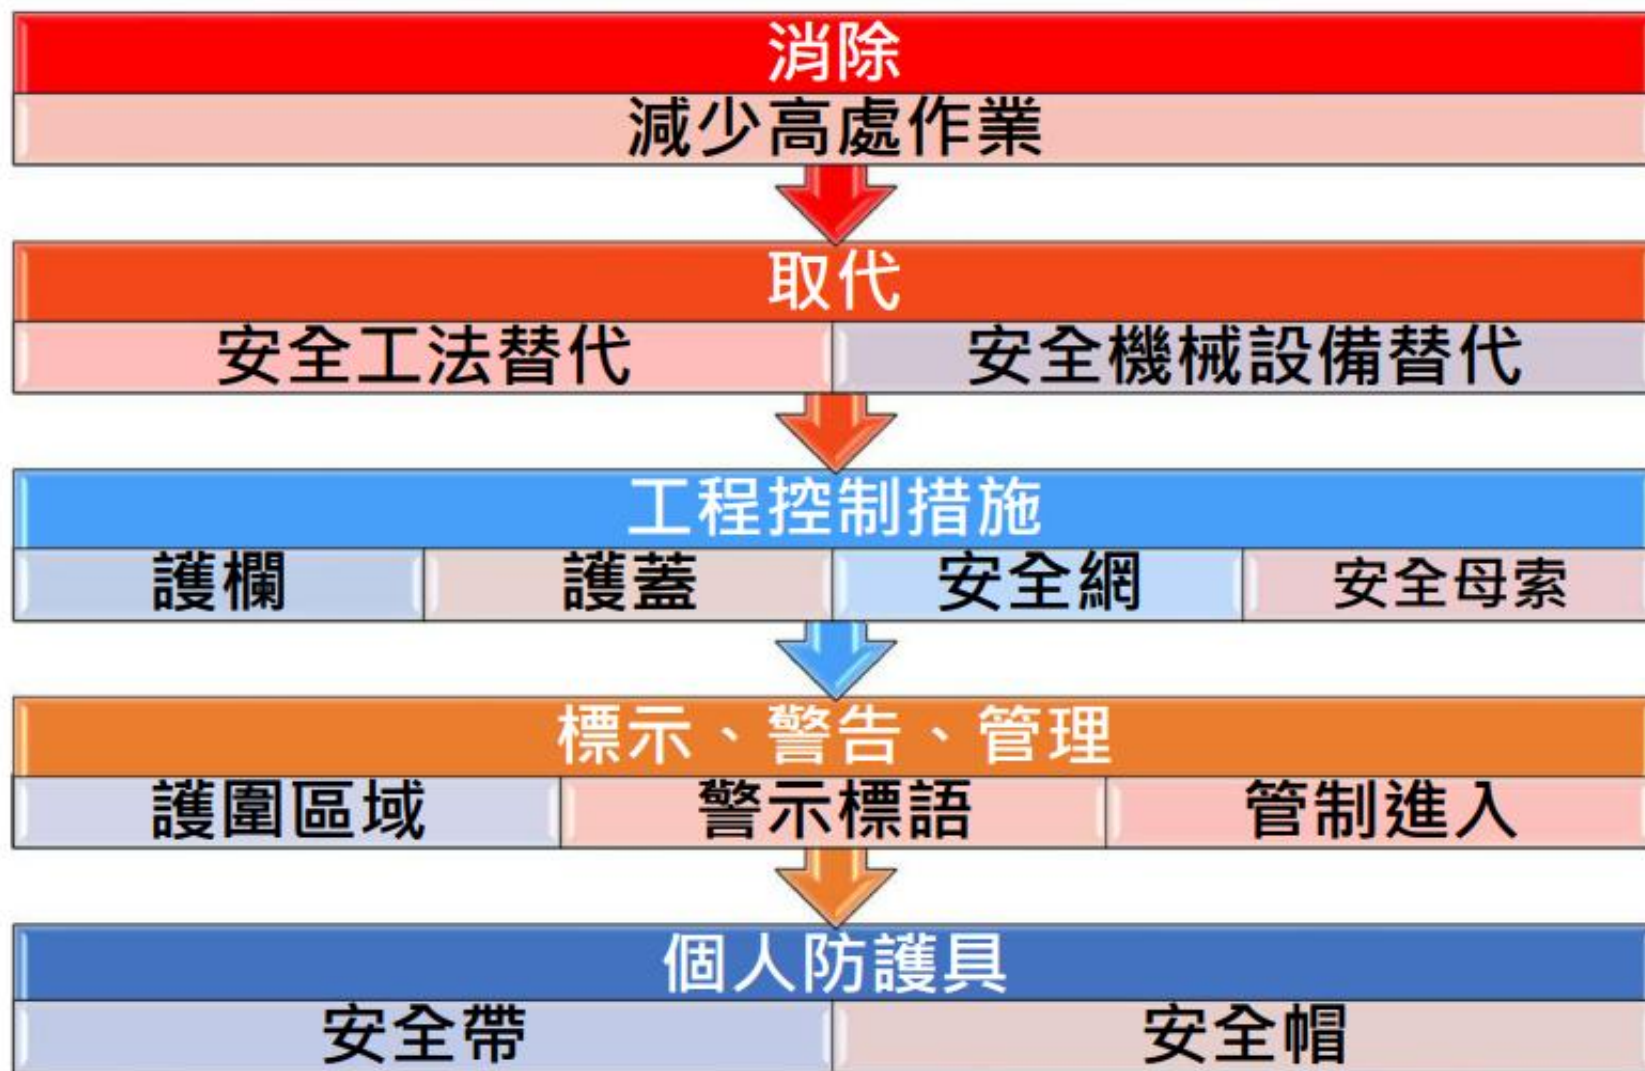 消除
減少高處作業
取代
安全工法替代 安全機械設備替代
工程控制措施
護欄 護蓋 安全網 安全母索
標示、警告、管理
護圍區域 警示標語 管制進入
個人防護具
安全帶 安全帽